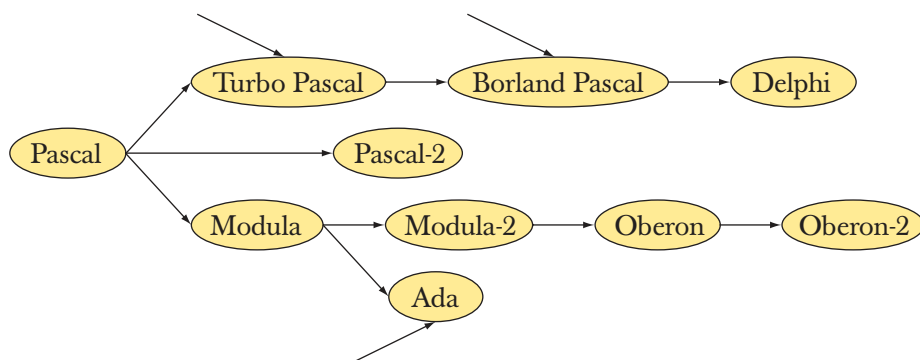 Turbo Pascal
Borland Pascal
Delphi
Pascal
Pascal-2
Modula
Modula-2
Oberon
Oberon-2
Ada